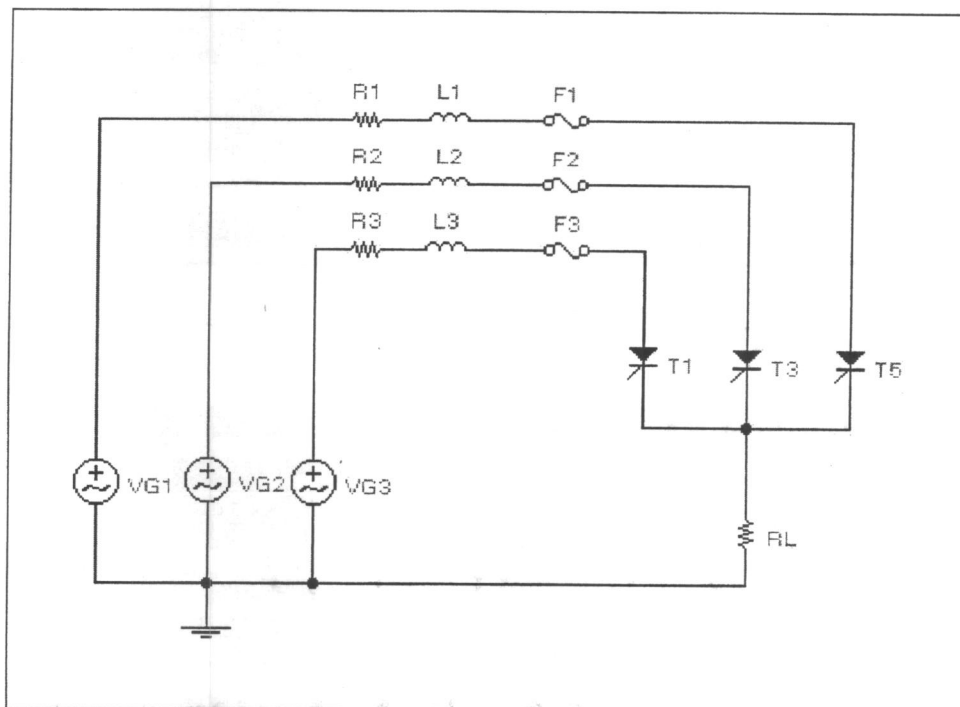 R1 L1 F1
R2 L2 F2
R3 L3 F3
T1 T3 T5
VG1 VG2 VG3
RL